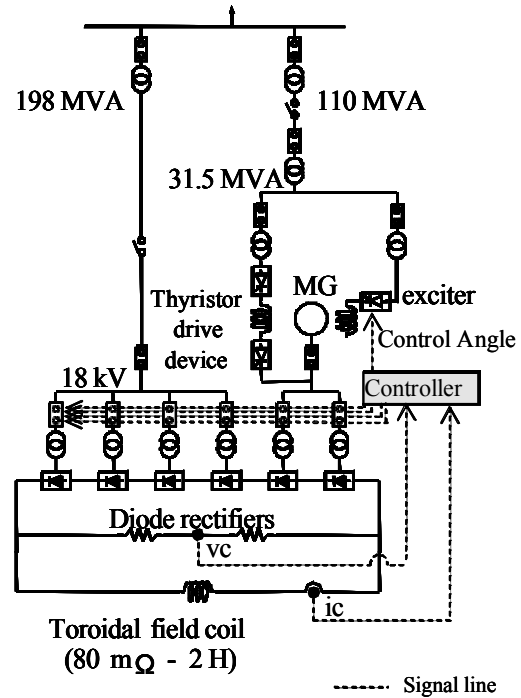 198 MVA
110 MVA
31.5 MVA
MG
exciter
Thyristor
drive
device
Control Angle
18 kV
Controller
Diode rectifiers
vc
ic
Toroidal field coil
(80 mΩ - 2 H)
Signal line